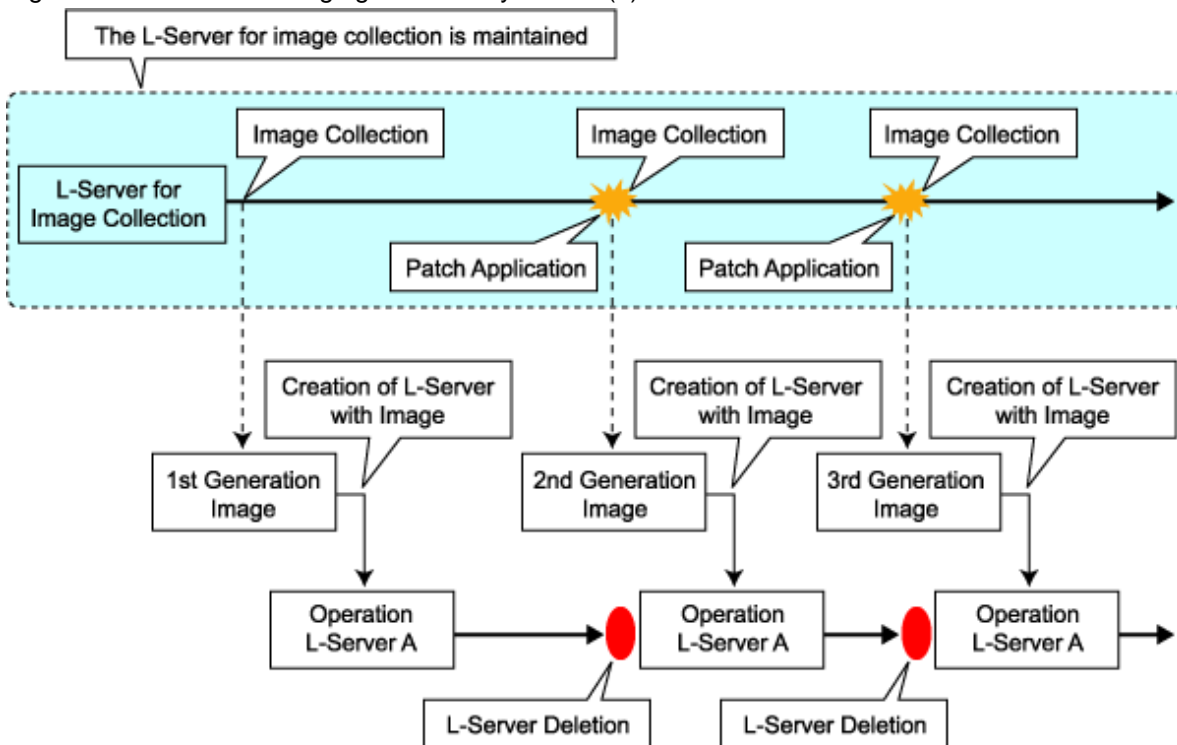 The L-Server for image collection is maintained
Image Collection
Image Collection
Image Collection
L-Server for
Image Collection
Patch Application
Patch Application
Creation of L-Server
with Image
Creation of L-Server
with Image
Creation of L-Server
with Image
1st Generation
Image
2nd Generation
Image
3rd Generation
Image
Operation
L-Server A
Operation
L-Server A
Operation
L-Server A
L-Server Deletion
L-Server Deletion